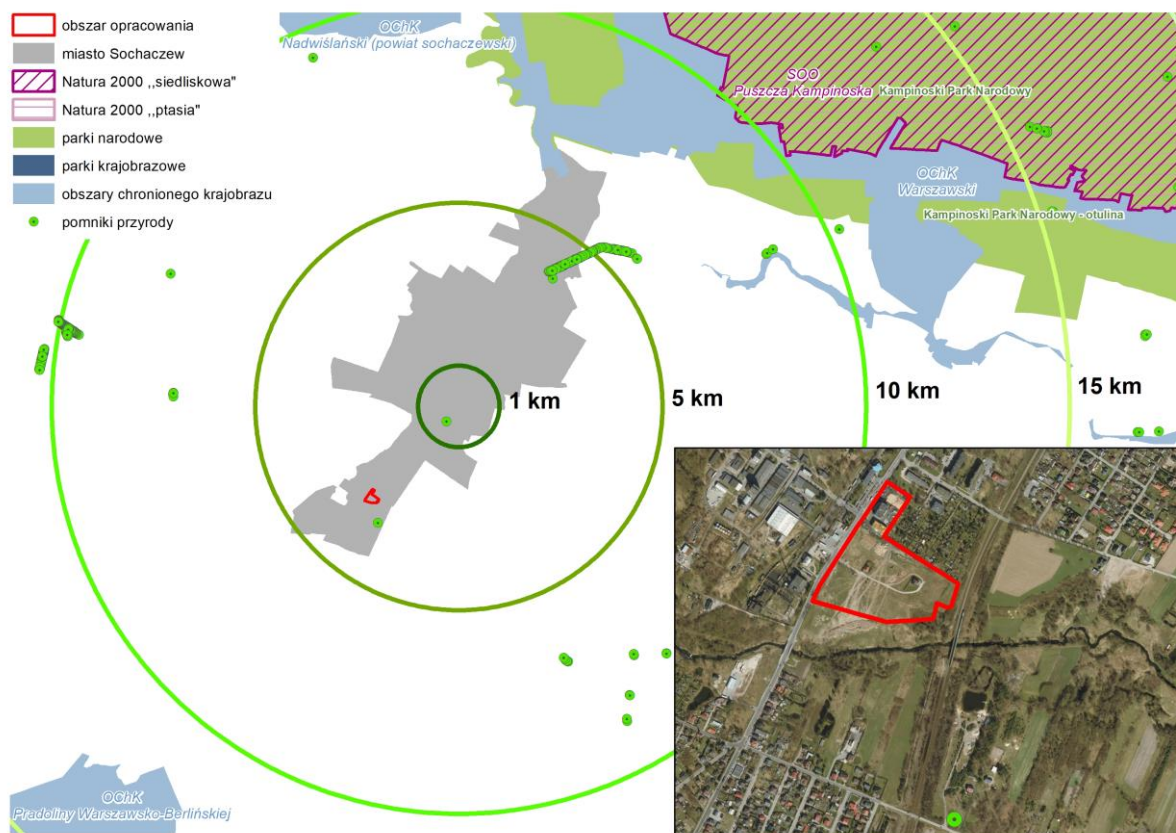 obszar opracowania
miasto Sochaczew
Natura 2000 ,,siedliskowa"
Natura 2000 ,,ptasia"
parki narodowe
parki krajobrazowe
obszary chronionego krajobrazu
pomniki przyrody
OChK
Nadwiślański (powiat sochaczewski)
SOO
Puszcza Kampinoska
Kampinoski Park Narodowy
OChK
Warszawski
Kampinoski Park Narodowy - otulina
1 km
5 km
10 km
15 km
OChK
Pradoliny Warszawsko-Berlińskiej